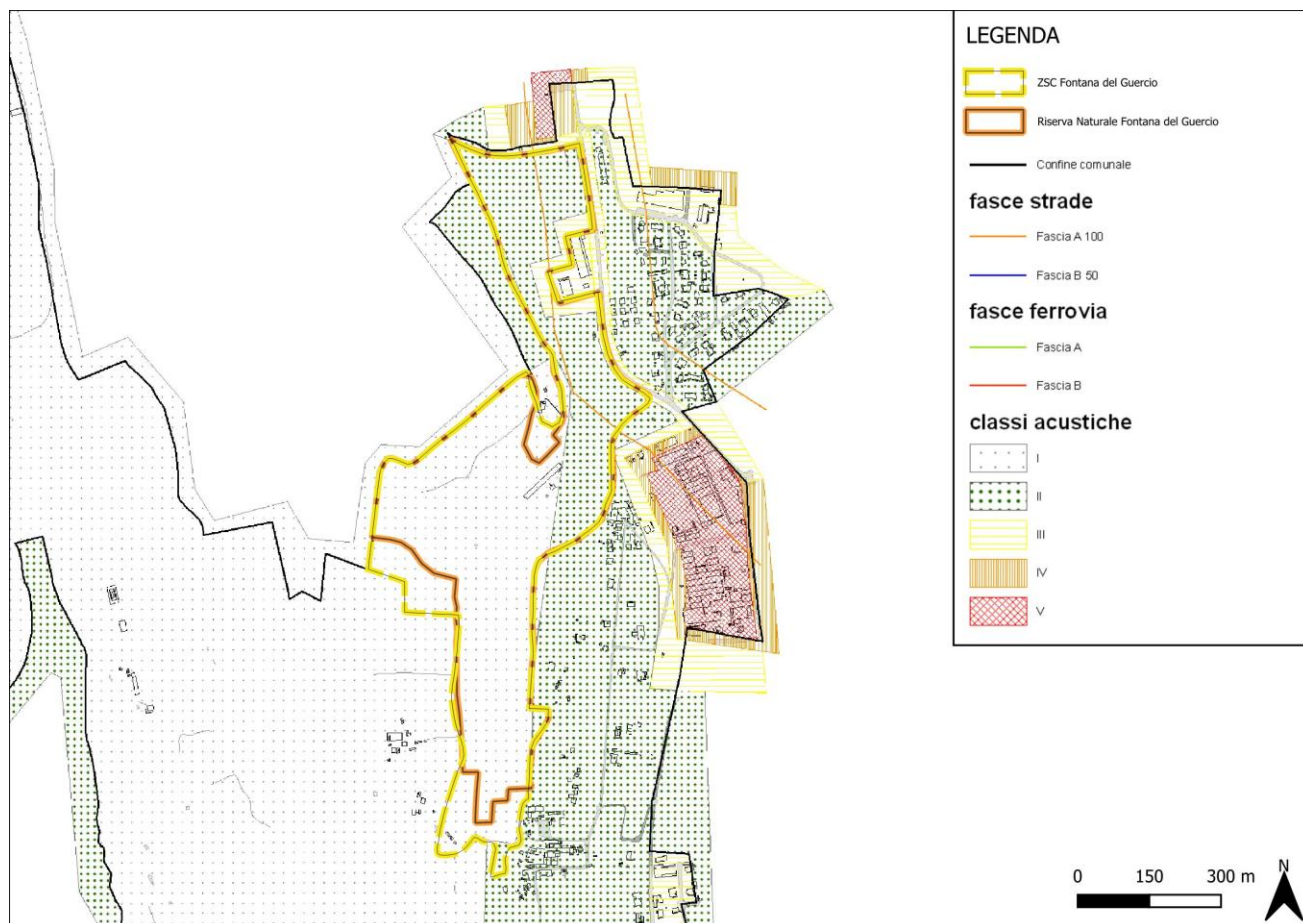 LEGENDA
ZSC Fontana del Guercio
Riserva Naturale Fontana del Guercio
Confine comunale
fasce strade
Fascia A 100
Fascia B 50
fasce ferrovia
Fascia A
Fascia B
classi acustiche
I
II
III
IV
V
0 150 300 m
N